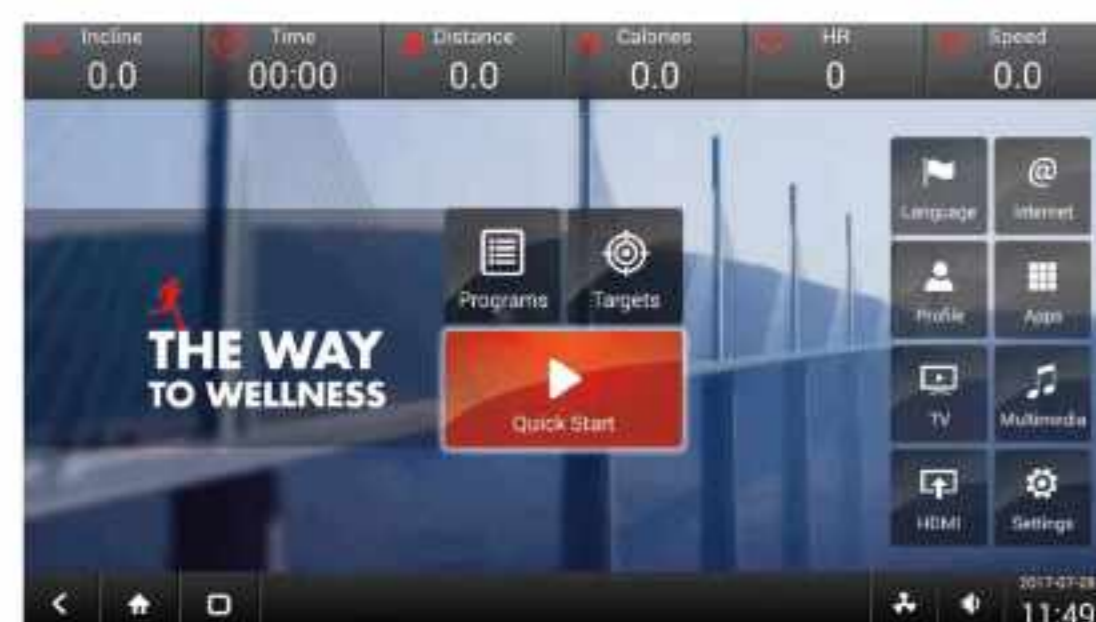 Incline Time Distance Calories HR Speed
0.0 00:00 0.0 0.0 0 0.0
Language @ Internet
Programs Targets
THE WAY
TO WELLNESS
Profile Apps
Quick Start
TV Multimedia
HDMI Settings
2017-07-28
11:49